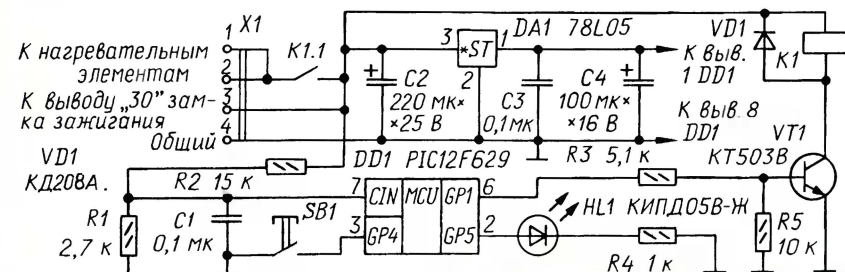 X1
1
2
3
4
К нагревательным
элементам
К выводу „30" зам-
ка зажигания
Общий
К1.1
+
C2
220 мк×
×25 В
3
*ST
1
2
DA1 78L05
C3
0,1мк
+
C4
100 мк×
×16 В
К выв.
1 DD1
К выв. 8
DD1
VD1
К1
VT1
КТ503В
VD1
КД208А.
R1
2,7 к
R2 15 к
C1
0,1 мк
SB1
DD1 PIC12F629
7
3
CIN
GP4
MCU
GP1
GP5
6
2
R3 5,1 к
HL1 КИПД05В-Ж
R4 1 к
R5
10 к